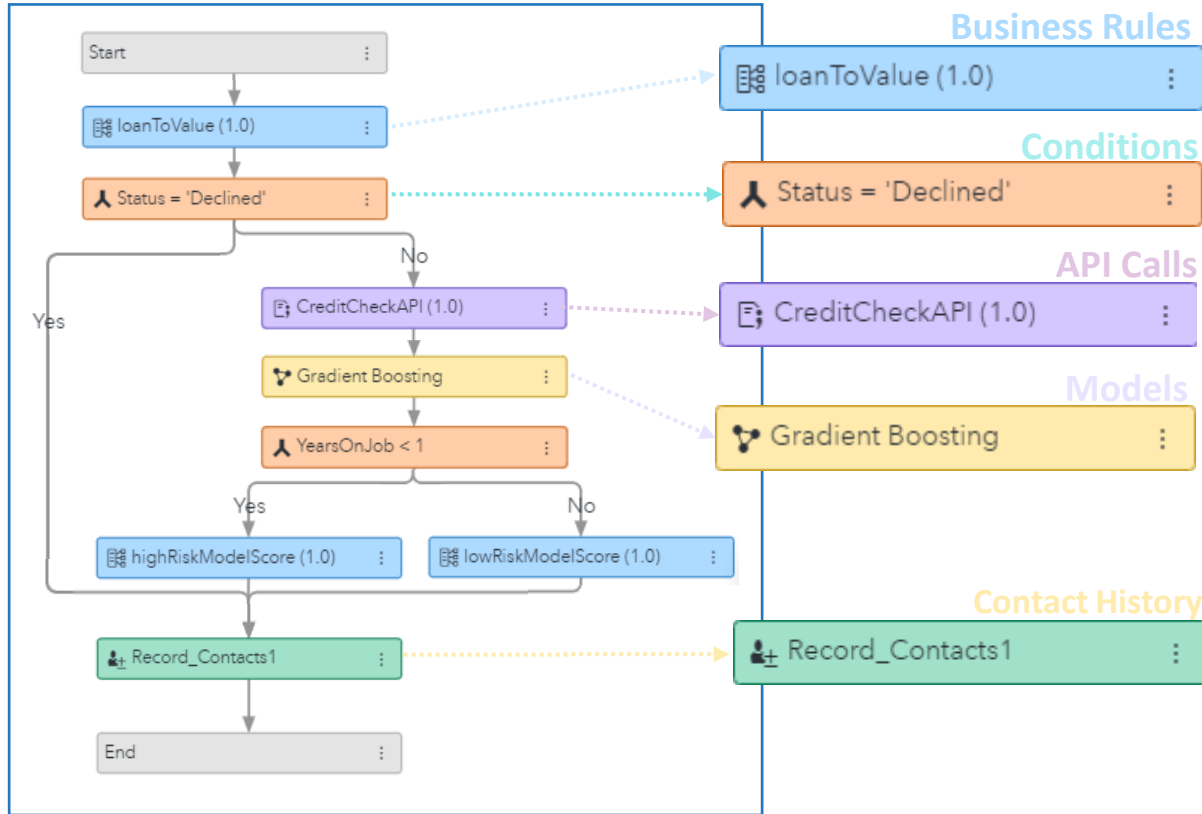 Business Rules
Start
loanToValue (1.0)
loanToValue (1.0)
Conditions
Status = 'Declined'
Status = 'Declined'
No
API Calls
Yes
CreditCheckAPI (1.0)
CreditCheckAPI (1.0)
Gradient Boosting
Models
Gradient Boosting
YearsOnJob < 1
Yes
No
highRiskModelScore (1.0)
lowRiskModelScore (1.0)
Contact History
Record_Contacts1
Record_Contacts1
End